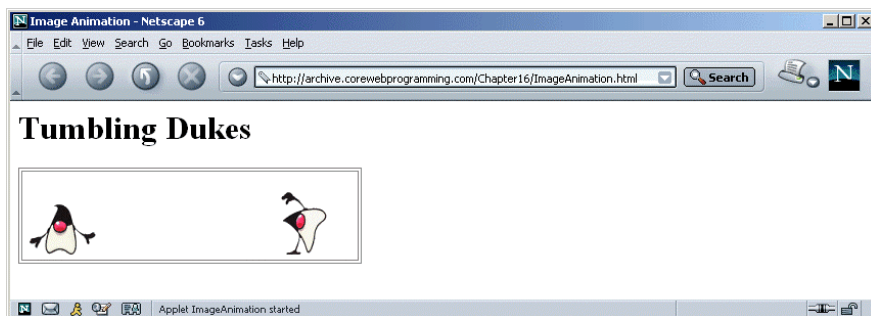 Image Animation - Netscape 6
File Edit View Search Go Bookmarks Tasks Help
http://archive.corewebprogramming.com/Chapter16/ImageAnimation.html Search N
Tumbling Dukes
Applet ImageAnimation started